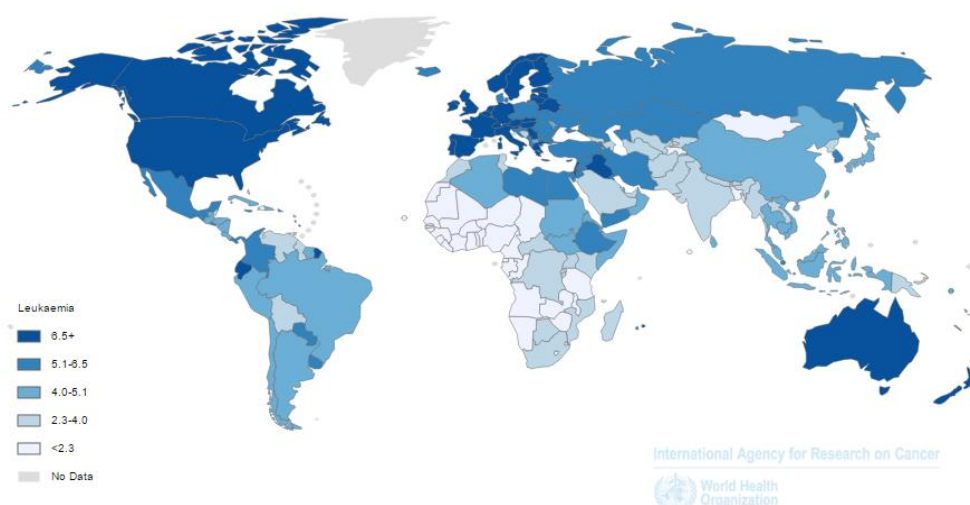 Leukaemia
6.5+
5.1-6.5
4.0-5.1
2.3-4.0
<2.3
No Data
International Agency for Research on Cancer
World Health
Organization